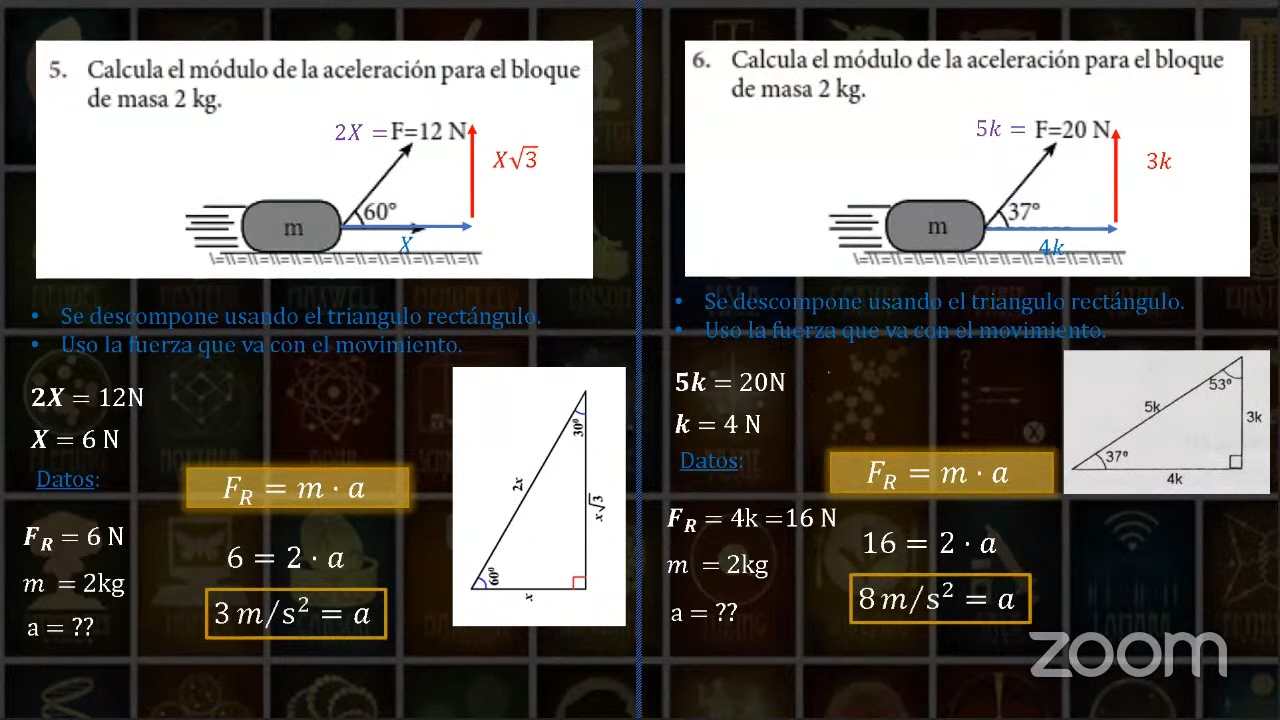 5. Calcula el módulo de la aceleración para el bloque
de masa 2 kg.
2X = F=12 N
X√3
60°
m
X
• Se descompone usando el triangulo rectángulo.
• Uso la fuerza que va con el movimiento.
2X = 12N
X = 6 N
Datos:
F_R = m · a
F_R = 6 N
6 = 2 · a
m = 2kg
3 m/s² = a
a = ??
30⁰
2x
x√3
60⁰
x
6. Calcula el módulo de la aceleración para el bloque
de masa 2 kg.
5k = F=20 N
3k
37°
m
4k
• Se descompone usando el triangulo rectángulo.
• Uso la fuerza que va con el movimiento.
5k = 20N
k = 4 N
Datos:
F_R = m · a
F_R = 4k =16 N
16 = 2 · a
m = 2kg
8 m/s² = a
a = ??
53º
5k
3k
37º
4k
zoom